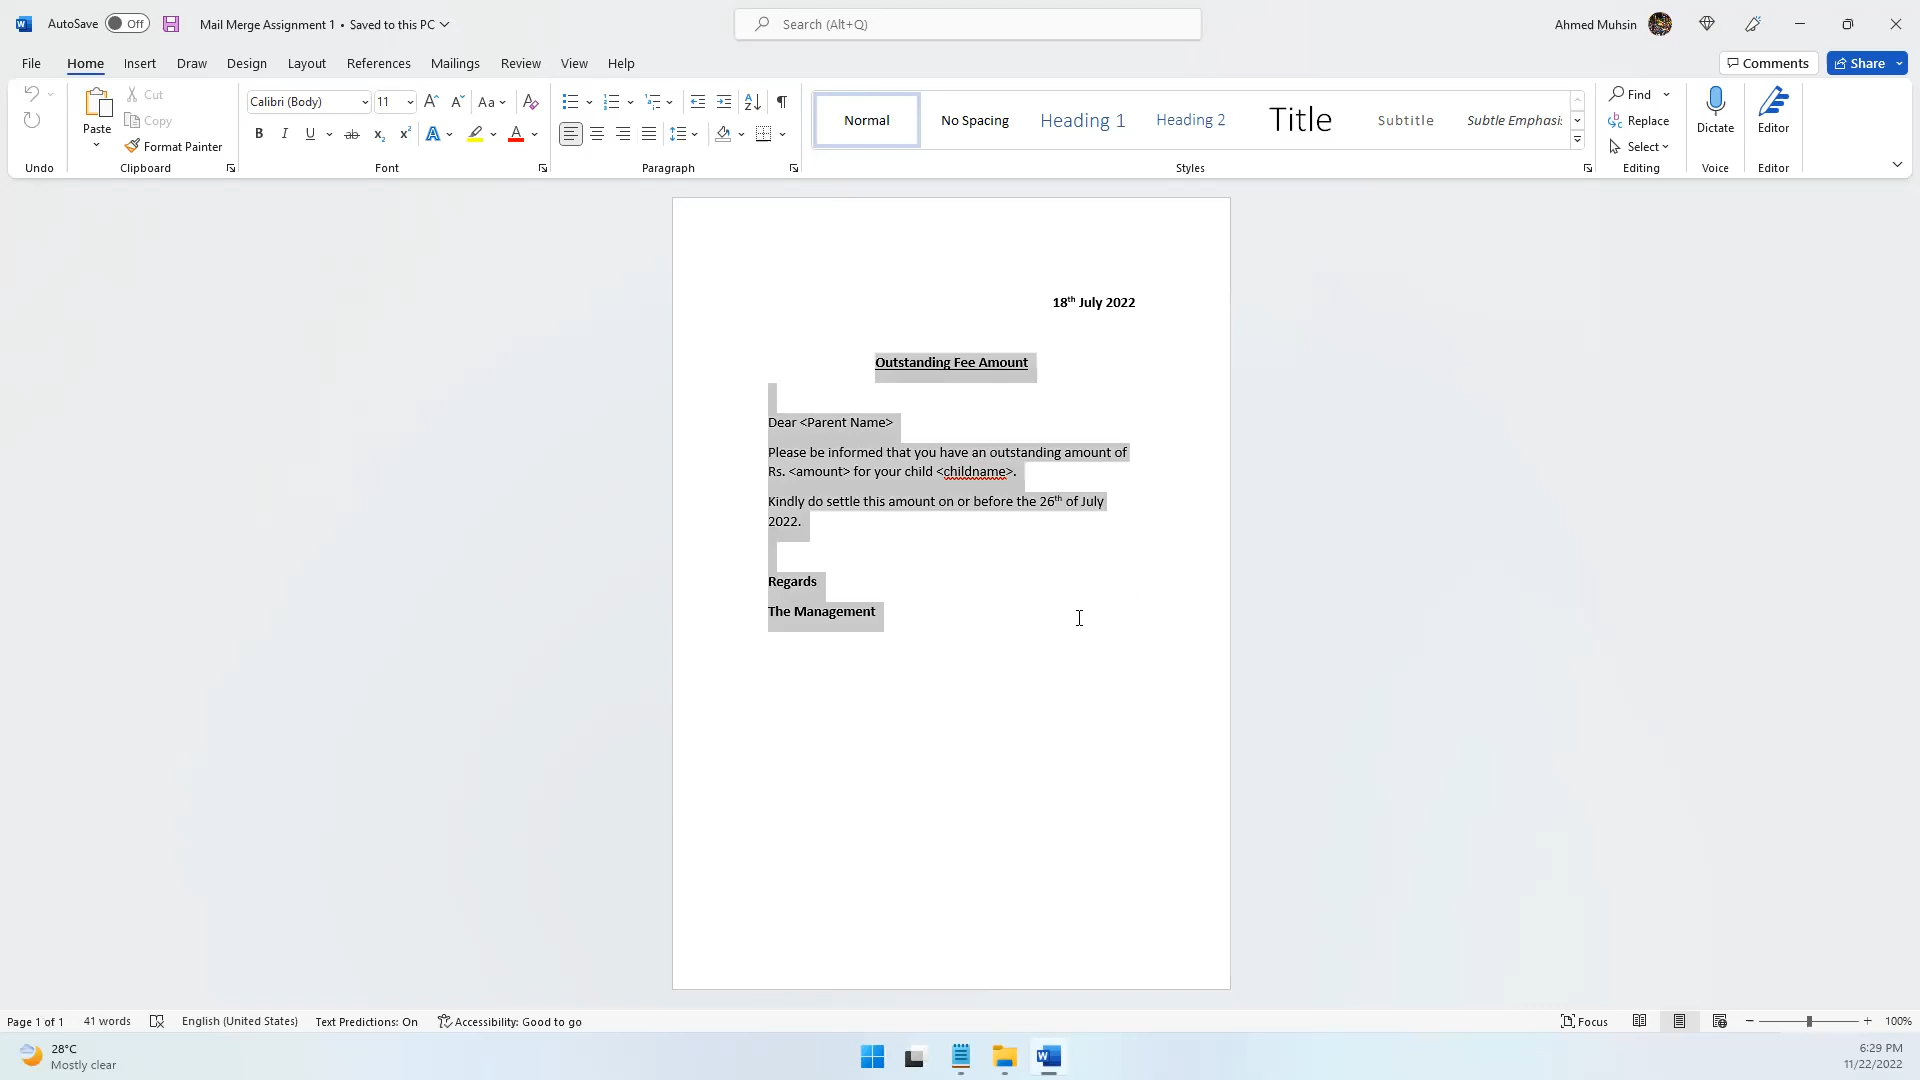 AutoSave Off Mail Merge Assignment 1 • Saved to this PC Search (Alt+Q) Ahmed Muhsin
File Home Insert Draw Design Layout References Mailings Review View Help Comments Share
Cut
Copy
Format Painter
Paste
Calibri (Body) 11 Aa
B I U ab x₂ x² A A
Normal No Spacing Heading 1 Heading 2 Title Subtitle Subtle Emphasi
Find
Replace
Select
Dictate
Editor
Undo Clipboard Font Paragraph Styles Editing Voice Editor
18th July 2022
Outstanding Fee Amount
Dear <Parent Name>
Please be informed that you have an outstanding amount of
Rs. <amount> for your child <childname>.
Kindly do settle this amount on or before the 26th of July
2022.
Regards
The Management
Page 1 of 1 41 words English (United States) Text Predictions: On Accessibility: Good to go Focus 100%
28°C
Mostly clear
6:29 PM
11/22/2022